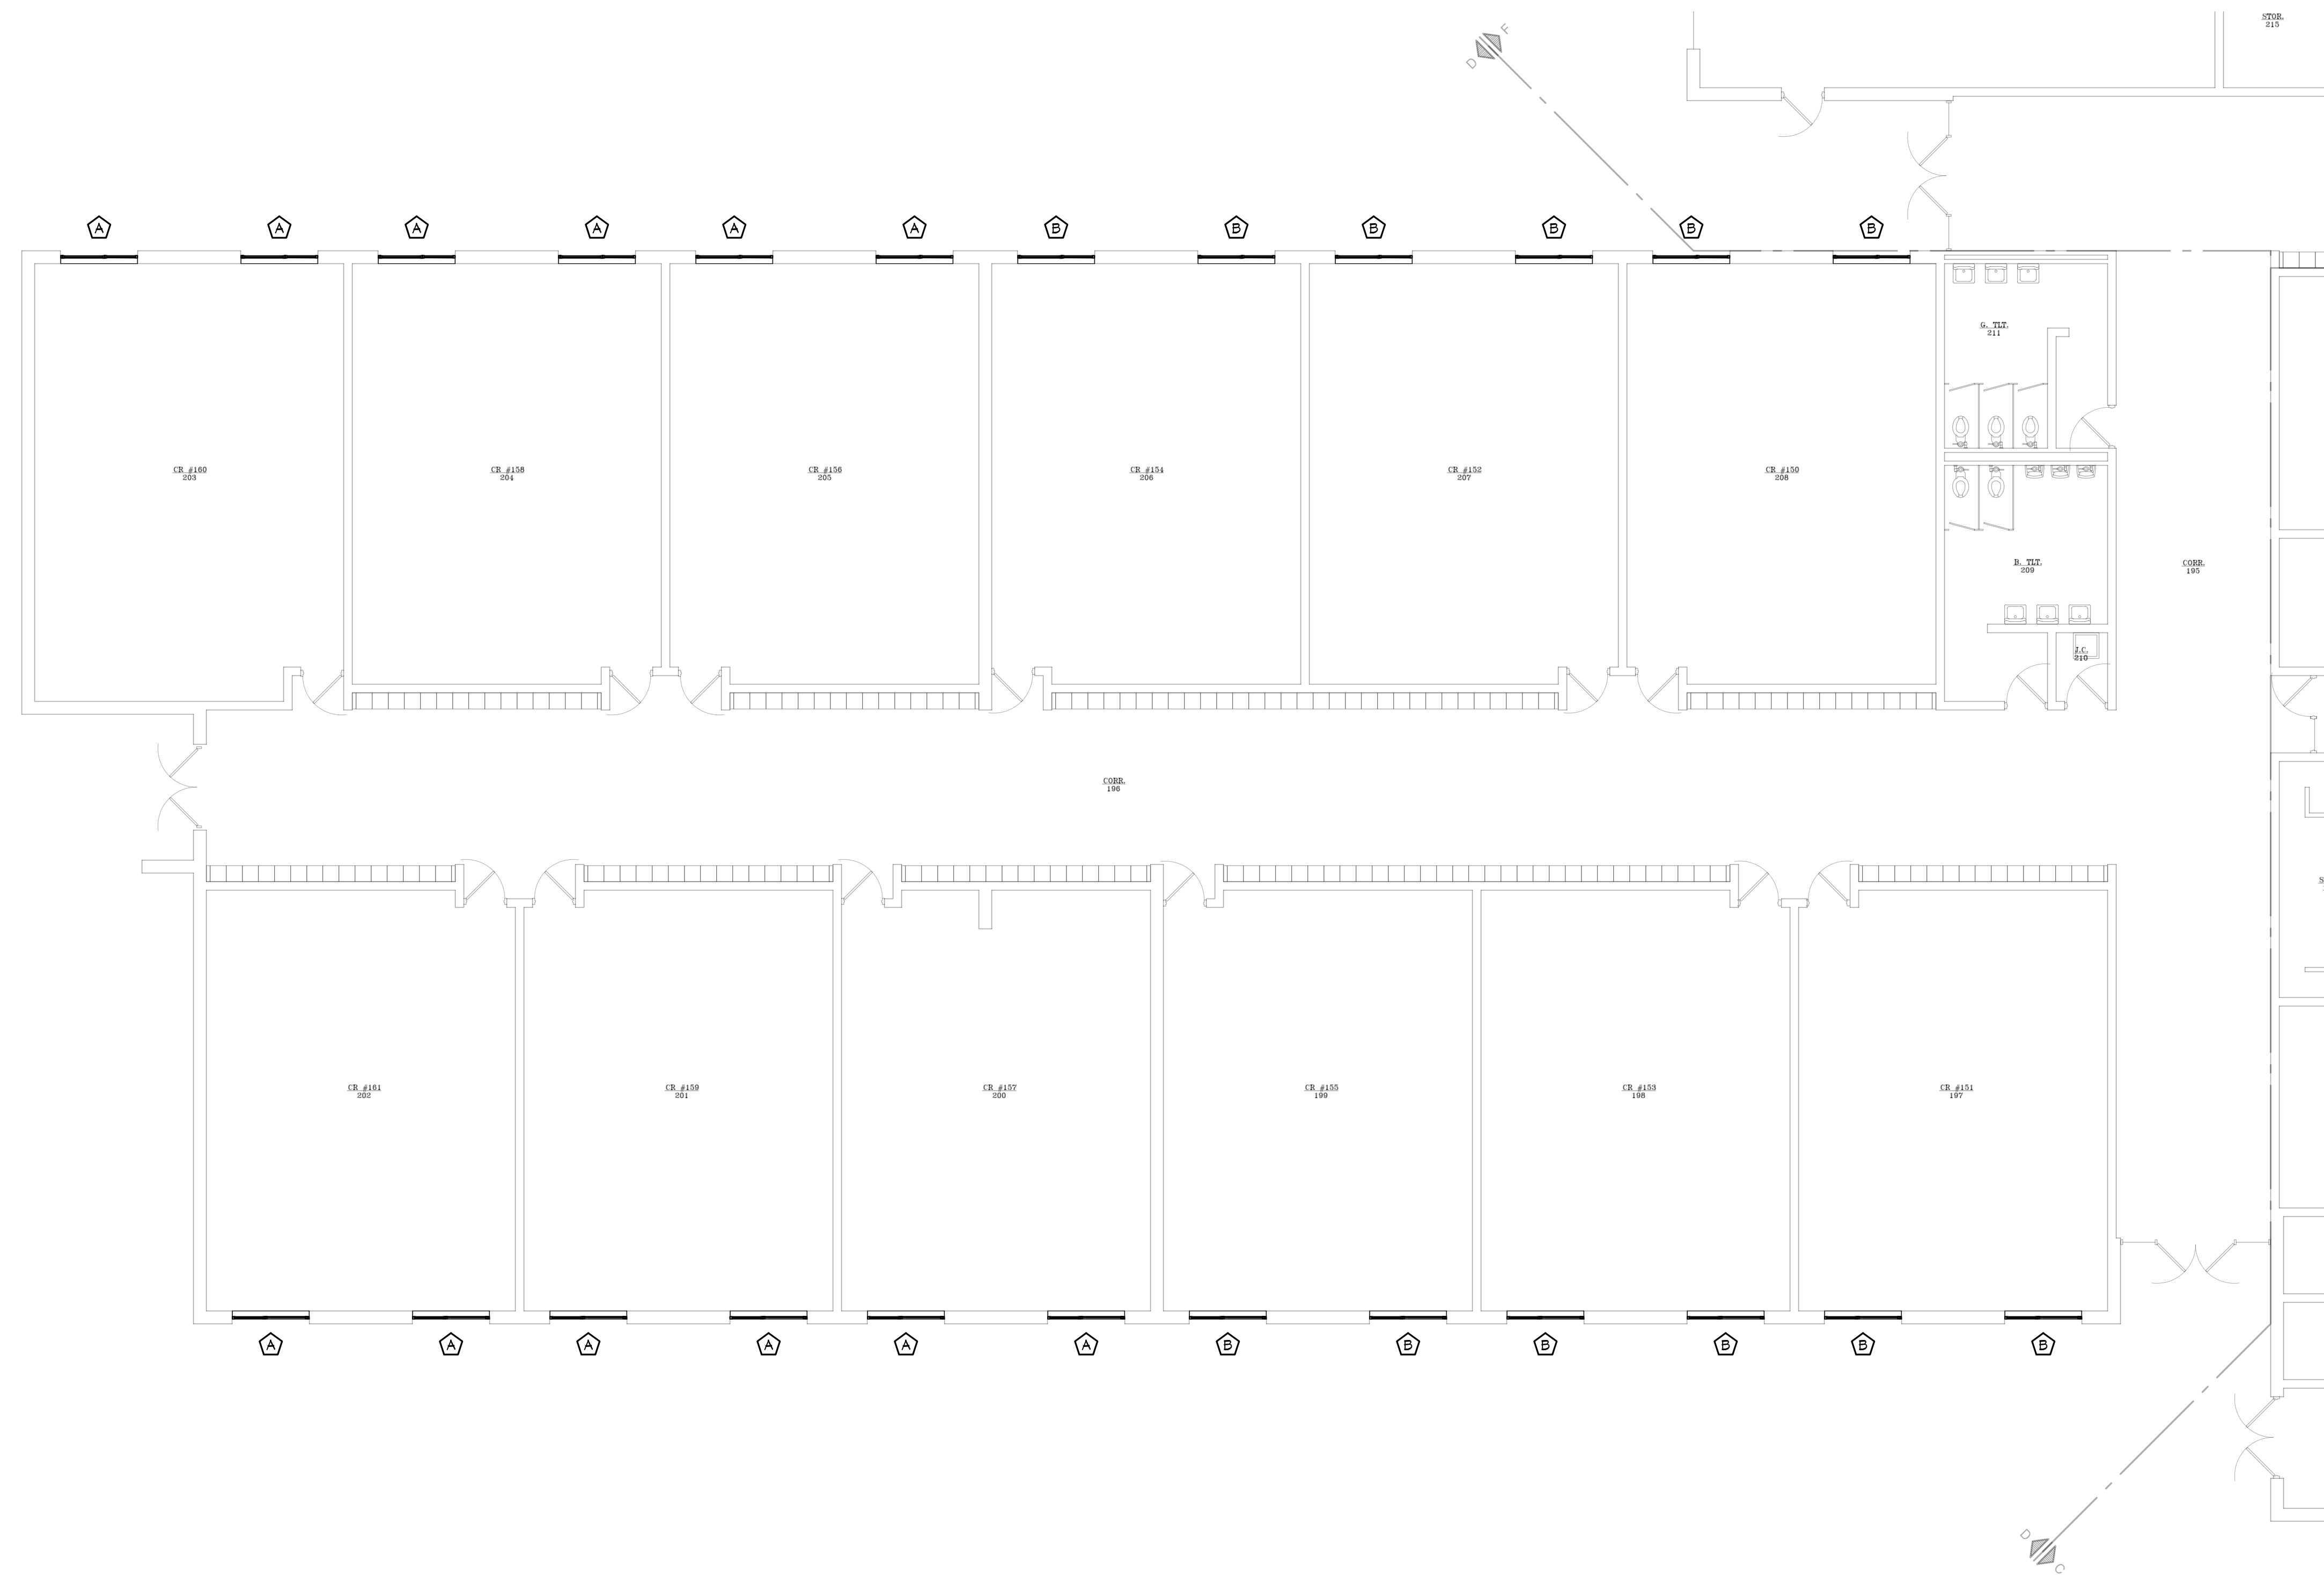 STOR.
215
F
D
A A A A A A B B B B B B
G. TLT.
211
CR #160
203
CR #158
204
CR #156
205
CR #154
206
CR #152
207
CR #150
208
B. TLT.
209
CORR.
195
J.C.
210
CORR.
196
S
CR #161
202
CR #159
201
CR #157
200
CR #155
199
CR #153
198
CR #151
197
A A A A A A B B B B B B
D
C